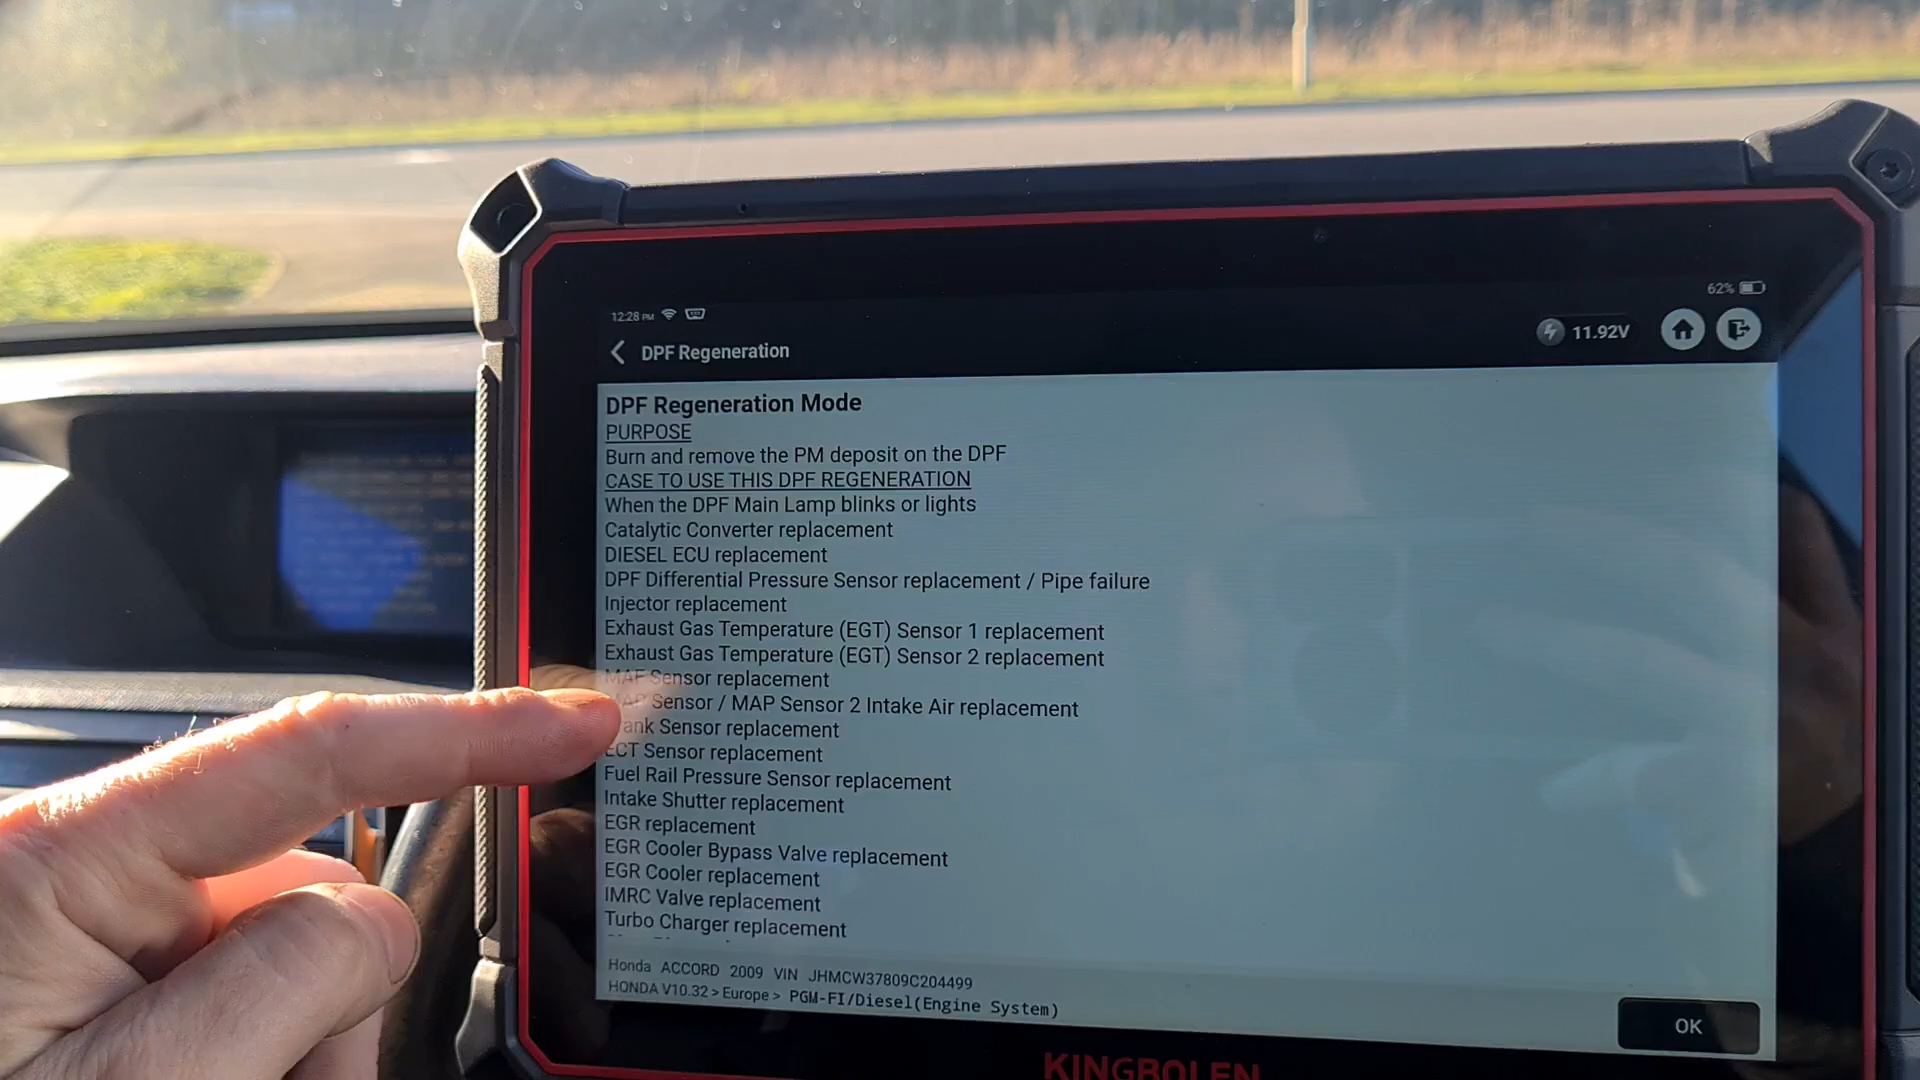 62%
12:28 PM
11.92V
DPF Regeneration
DPF Regeneration Mode
PURPOSE
Burn and remove the PM deposit on the DPF
CASE TO USE THIS DPF REGENERATION
When the DPF Main Lamp blinks or lights
Catalytic Converter replacement
DIESEL ECU replacement
DPF Differential Pressure Sensor replacement / Pipe failure
Injector replacement
Exhaust Gas Temperature (EGT) Sensor 1 replacement
Exhaust Gas Temperature (EGT) Sensor 2 replacement
MAF Sensor replacement
MAP Sensor / MAP Sensor 2 Intake Air replacement
Sensor replacement
ECT Sensor replacement
Fuel Rail Pressure Sensor replacement
Intake Shutter replacement
EGR replacement
EGR Cooler Bypass Valve replacement
EGR Cooler replacement
IMRC Valve replacement
Turbo Charger replacement
Honda ACCORD 2009 VIN JHMCW37809C204499
HONDA V10.32 > Europe > PGM-FI/Diesel(Engine System)
OK
KINGBOLEN